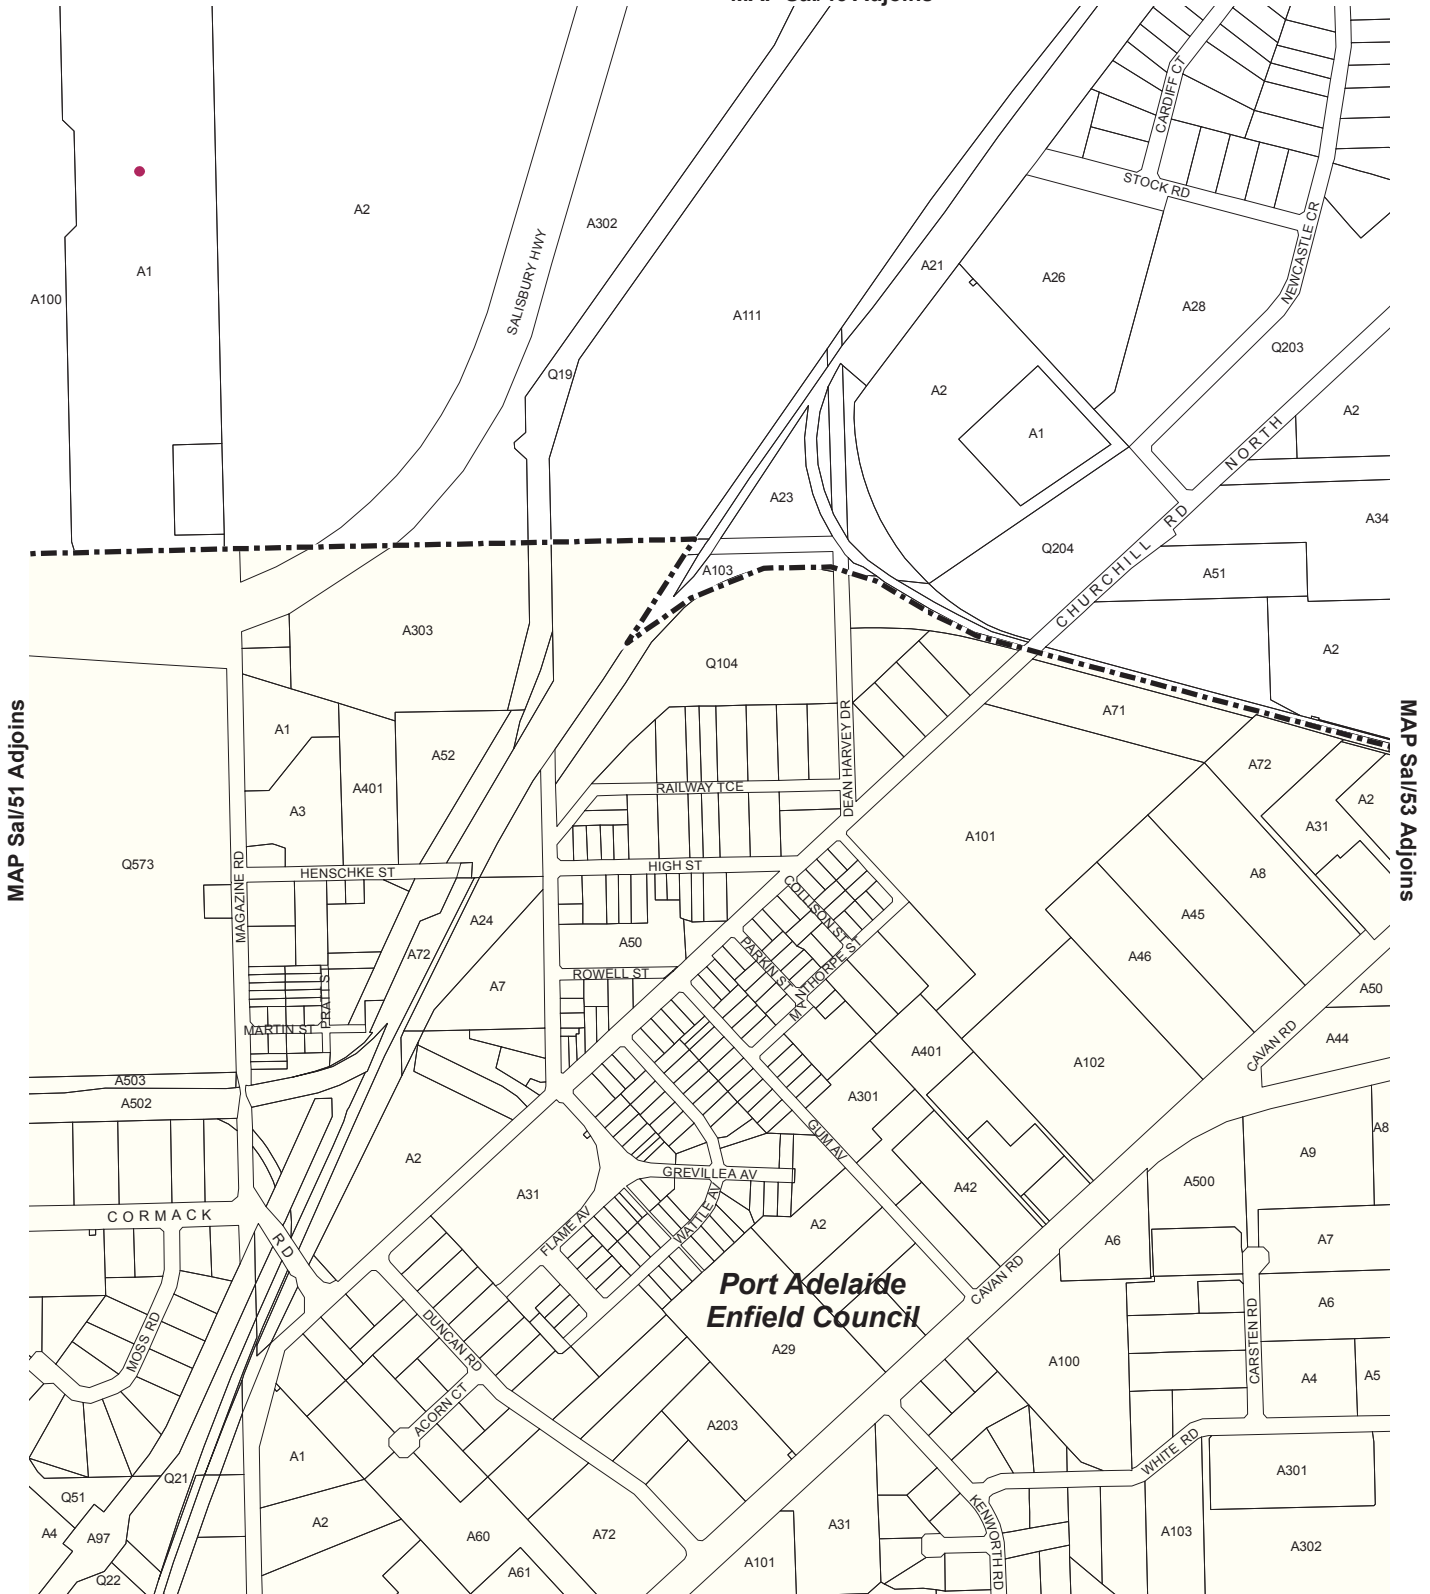 A2
A302
A1
A100
SALISBURY HWY
A111
Q19
A21
A26
A28
CARDIFF CT
STOCK RD
NEWCASTLE CR
Q203
A2
A1
A2
NORTH
A23
A34
CHURCHILL RD
Q204
A51
A103
A303
Q104
A2
MAP Sal/51 Adjoins
MAP Sal/53 Adjoins
A71
A1
A52
A72
DEAN HARVEY DR
RAILWAY TCE
A401
A3
A2
A31
A101
Q573
MAGAZINE RD
HENSCHKE ST
HIGH ST
COLLISON ST
A8
A45
A24
A50
A72
A46
PARKIN ST
MANTHORPE S
ROWELL ST
A7
A50
PRATT S
MARTIN ST
CAVAN RD
A44
A401
A102
A503
A502
A301
GUM AV
A8
A9
A2
GREVILLEA AV
A31
A42
A500
WATTLE AV
FLAME AV
CORMACK RD
A2
A6
A7
Port Adelaide
Enfield Council
CAVAN RD
A6
MOSS RD
DUNCAN RD
CARSTEN RD
A29
A100
A4
A5
ACORN CT
A203
A1
WHITE RD
A301
Q21
Q51
KENWORTH RD
A4
A97
A2
A60
A72
A31
A103
A302
A101
A61
Q22